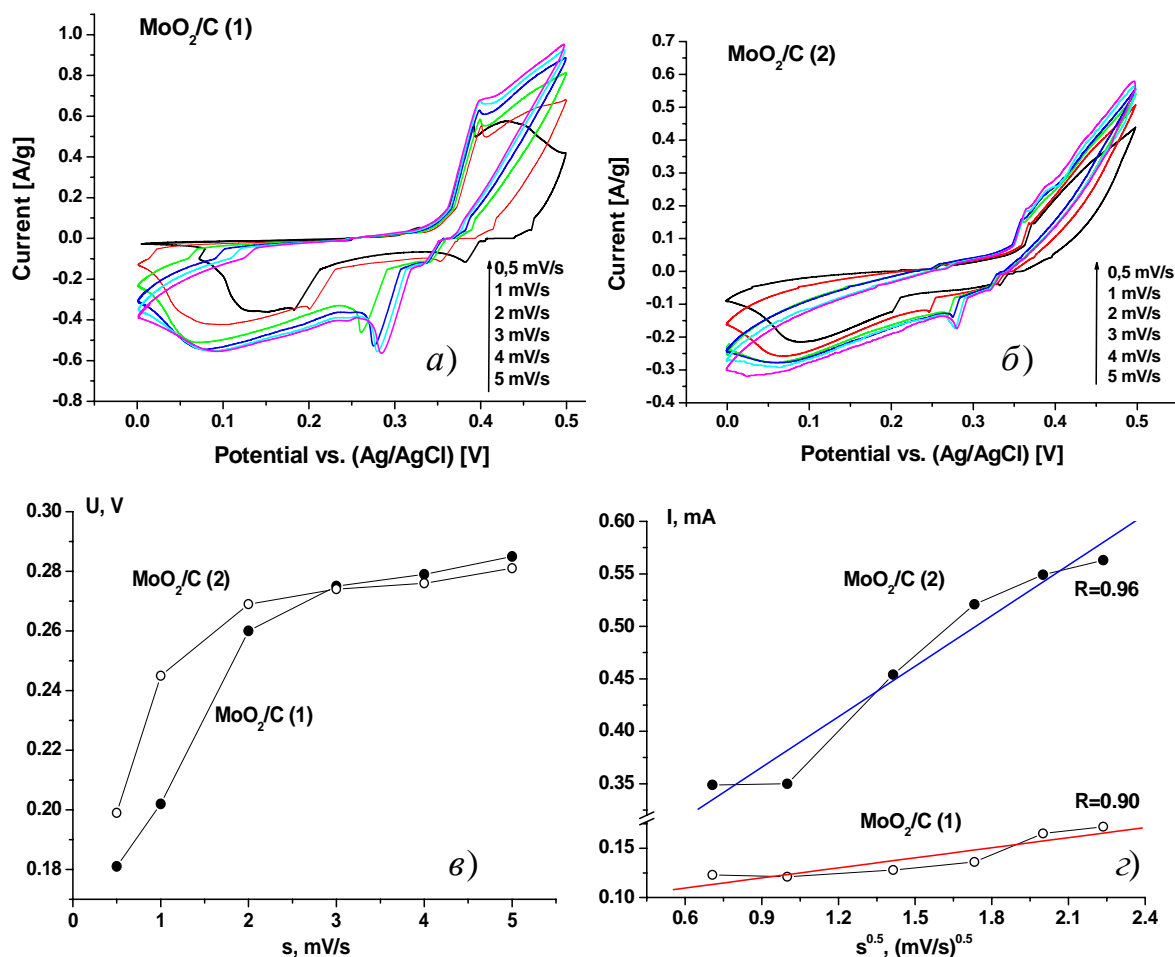 MoO2/C (1)
Current [A/g]
1.0
0.8
0.6
0.4
0.2
0.0
-0.2
-0.4
-0.6
-0.8
0.0 0.1 0.2 0.3 0.4 0.5
Potential vs. (Ag/AgCl) [V]
0,5 mV/s
1 mV/s
2 mV/s
3 mV/s
4 mV/s
5 mV/s
а)
MoO2/C (2)
Current [A/g]
0.7
0.6
0.5
0.4
0.3
0.2
0.1
0.0
-0.1
-0.2
-0.3
-0.4
0.0 0.1 0.2 0.3 0.4 0.5
Potential vs. (Ag/AgCl) [V]
0,5 mV/s
1 mV/s
2 mV/s
3 mV/s
4 mV/s
5 mV/s
б)
U, V
0.30
0.28
0.26
0.24
0.22
0.20
0.18
MoO2/C (2)
MoO2/C (1)
в)
0 1 2 3 4 5
s, mV/s
I, mA
0.60
0.55
0.50
0.45
0.40
0.35
0.15
0.10
MoO2/C (2)
R=0.96
R=0.90
MoO2/C (1)
г)
0.6 0.9 1.2 1.5 1.8 2.1 2.4
s^0.5, (mV/s)^0.5